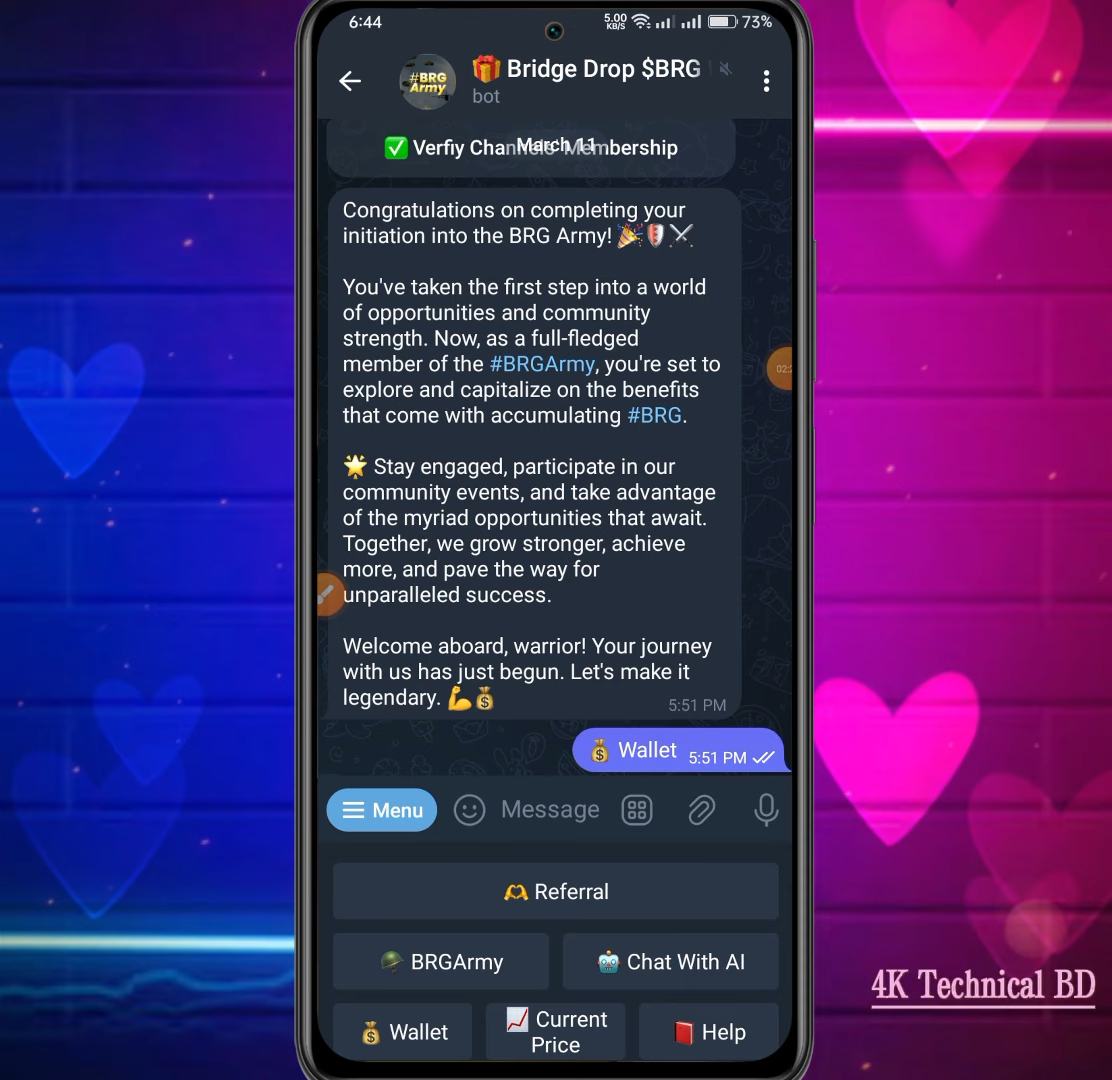 6:44
5.00
KB/S
73%
#BRG
Army
Bridge Drop $BRG
bot
March 11
Verfiy Channels Membership
Congratulations on completing your
initiation into the BRG Army!
You've taken the first step into a world
of opportunities and community
strength. Now, as a full-fledged
member of the #BRGArmy, you're set to
explore and capitalize on the benefits
that come with accumulating #BRG.
Stay engaged, participate in our
community events, and take advantage
of the myriad opportunities that await.
Together, we grow stronger, achieve
more, and pave the way for
unparalleled success.
Welcome aboard, warrior! Your journey
with us has just begun. Let's make it
legendary.
5:51 PM
Wallet 5:51 PM
Menu
Message
Referral
BRGArmy
Chat With AI
Wallet
Current
Price
Help
4K Technical BD